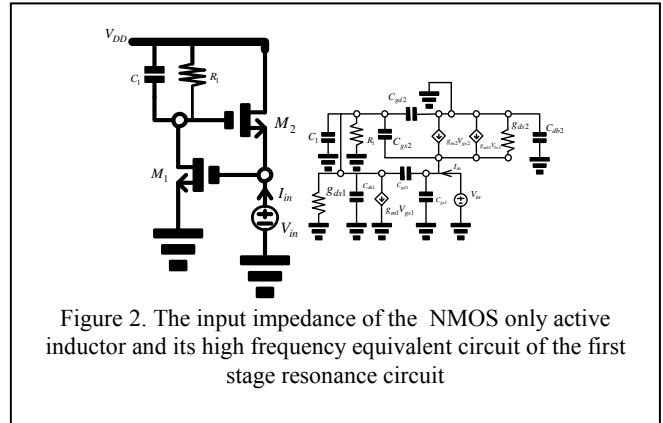 V_DD
C_1
R_1
M_2
M_1
I_in
V_in
C_gd2
C_1
R_1
C_gs2
g_m2V_gs2
g_ds2
C_db2
g_ds1
C_db1
g_m1V_gs1
C_gd1
C_gs1
I_in
V_in
Figure 2. The input impedance of the NMOS only active
inductor and its high frequency equivalent circuit of the first
stage resonance circuit